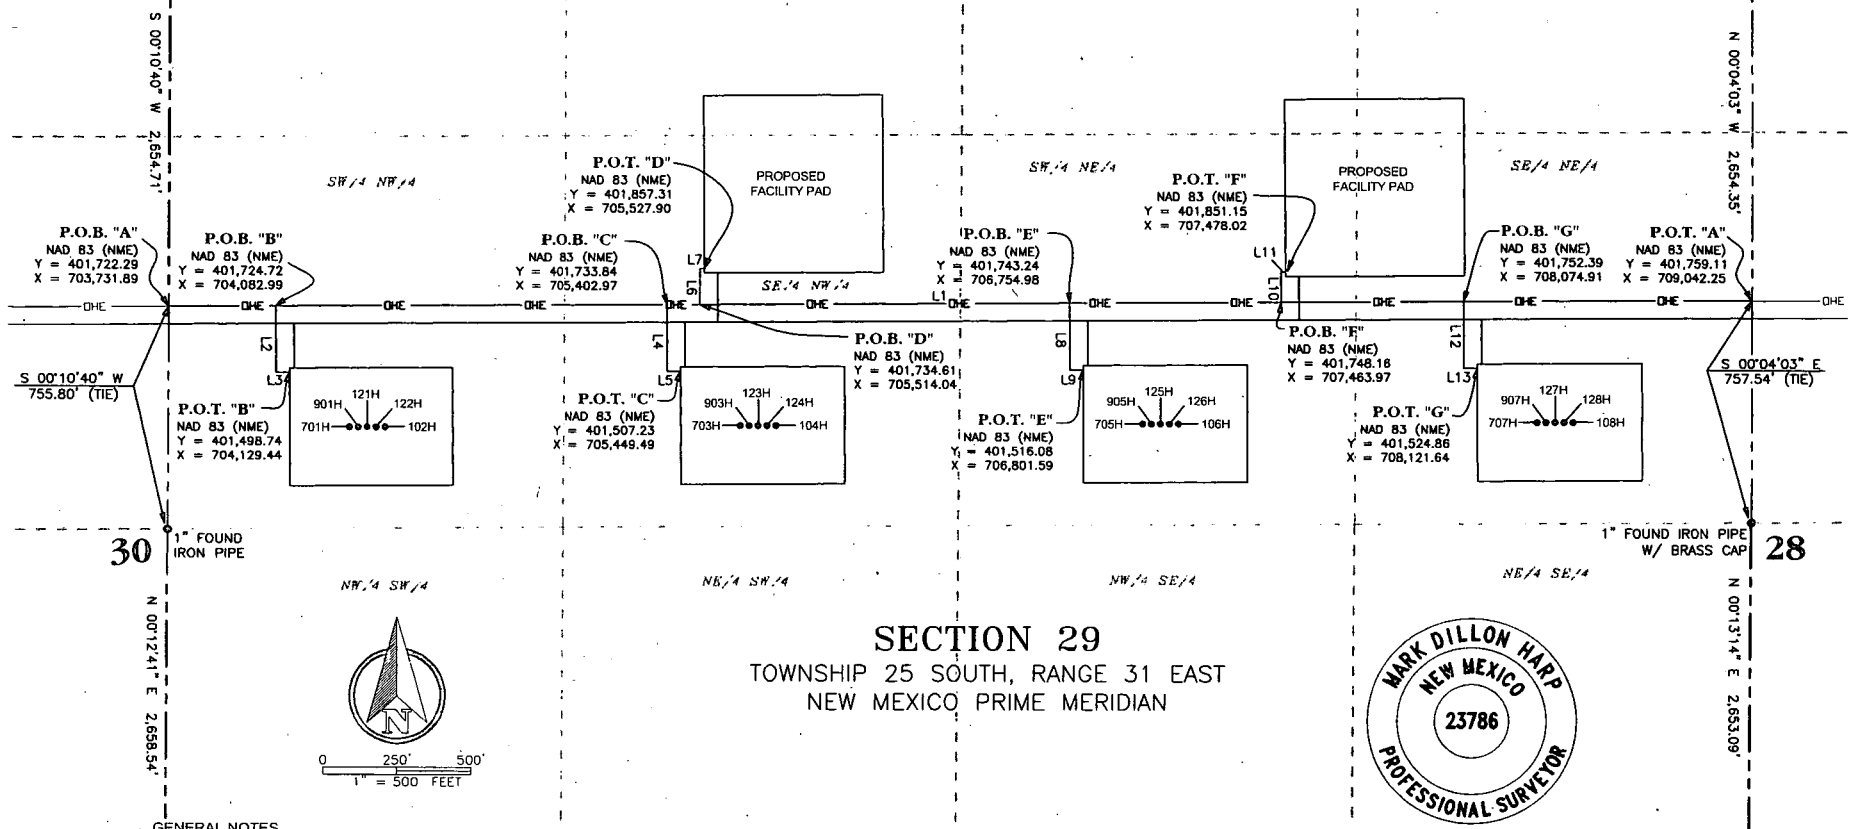 S 00°10'40" W 2,654.71'
N 00°04'03" W 2,654.35'
SW/4 NW/4
P.O.T. "D"
NAD 83 (NME)
Y = 401,857.31
X = 705,527.90
PROPOSED
FACILITY PAD
SW/4 NE/4
P.O.T. "F"
NAD 83 (NME)
Y = 401,851.15
X = 707,478.02
PROPOSED
FACILITY PAD
SE/4 NE/4
P.O.B. "A"
NAD 83 (NME)
Y = 401,722.29
X = 703,731.89
P.O.B. "B"
NAD 83 (NME)
Y = 401,724.72
X = 704,082.99
P.O.B. "C"
NAD 83 (NME)
Y = 401,733.84
X = 705,402.97
L7
L6
SE/4 NW/4
P.O.B. "E"
NAD 83 (NME)
Y = 401,743.24
X = 706,754.98
L11
L10
P.O.B. "G"
NAD 83 (NME)
Y = 401,752.39
X = 708,074.91
P.O.T. "A"
NAD 83 (NME)
Y = 401,759.11
X = 709,042.25
OHE OHE OHE OHE OHE OHE L1 OHE OHE OHE OHE OHE OHE OHE
L2
L3
L4
L5
P.O.B. "D"
NAD 83 (NME)
Y = 401,734.61
X = 705,514.04
L8
L9
P.O.B. "F"
NAD 83 (NME)
Y = 401,748.16
X = 707,463.97
L12
L13
S 00°10'40" W
755.80' (TIE)
S 00°04'03" E
757.54' (TIE)
P.O.T. "B"
NAD 83 (NME)
Y = 401,498.74
X = 704,129.44
901H 121H 122H
701H 102H
P.O.T. "C"
NAD 83 (NME)
Y = 401,507.23
X = 705,449.49
903H 123H 124H
703H 104H
P.O.T. "E"
NAD 83 (NME)
Y = 401,516.08
X = 706,801.59
905H 125H 126H
705H 106H
P.O.T. "G"
NAD 83 (NME)
Y = 401,524.86
X = 708,121.64
907H 127H 128H
707H 108H
30
1" FOUND
IRON PIPE
1" FOUND IRON PIPE
W/ BRASS CAP
28
NW/4 SW/4
NE/4 SW/4
NW/4 SE/4
NE/4 SE/4
N 00°12'41" E 2,658.54'
N 00°13'14" E 2,653.09'
N
0 250' 500'
1" = 500 FEET
SECTION 29
TOWNSHIP 25 SOUTH, RANGE 31 EAST
NEW MEXICO PRIME MERIDIAN
MARK DILLON HARP
NEW MEXICO
23786
PROFESSIONAL SURVEYOR
GENERAL NOTES